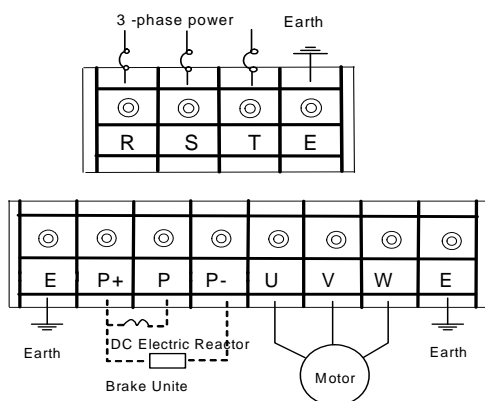 3 -phase power
Earth
R S T E
E P+ P P- U V W E
DC Electric Reactor
Earth
Earth
Brake Unite
Motor